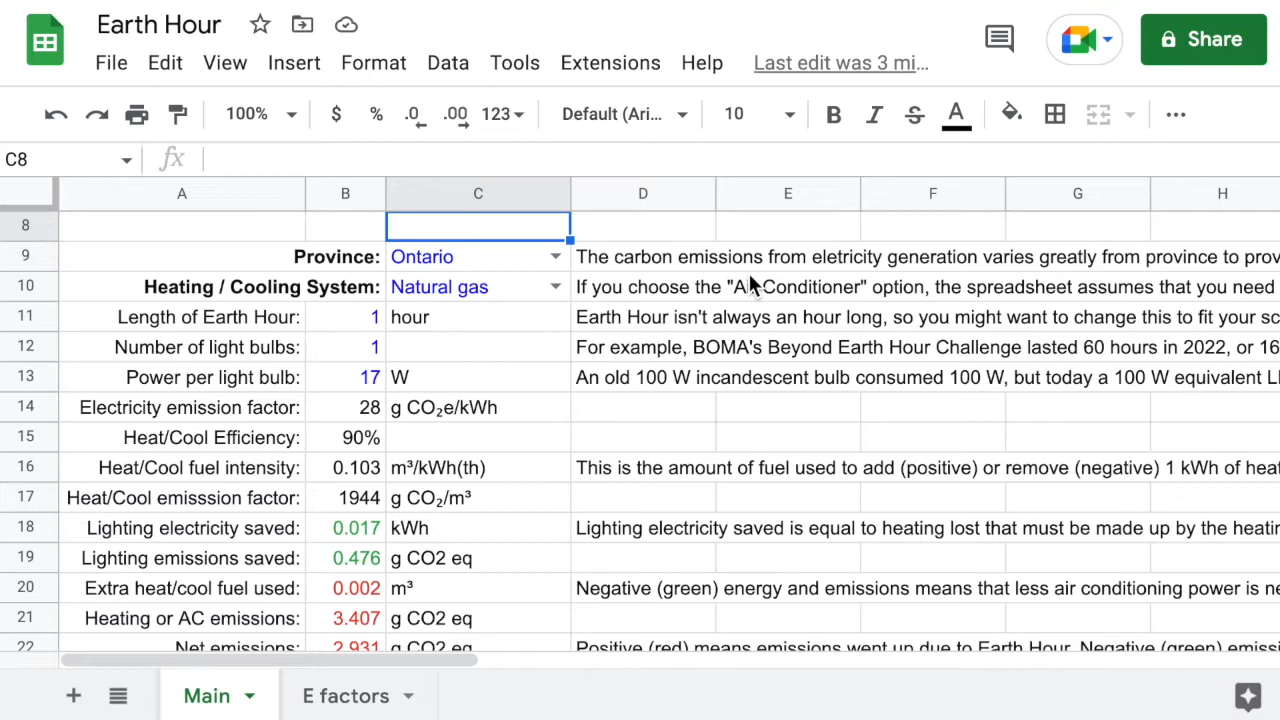 Earth Hour
File Edit View Insert Format Data Tools Extensions Help Last edit was 3 mi...
Share
100% $ % .0 .00 123 Default (Ari... 10 B I S A
C8 fx
A B C D E F G H
8
9 Province: Ontario The carbon emissions from eletricity generation varies greatly from province to prov
10 Heating / Cooling System: Natural gas If you choose the "A Conditioner" option, the spreadsheet assumes that you need
11 Length of Earth Hour: 1 hour Earth Hour isn't always an hour long, so you might want to change this to fit your sc
12 Number of light bulbs: 1 For example, BOMA's Beyond Earth Hour Challenge lasted 60 hours in 2022, or 16
13 Power per light bulb: 17 W An old 100 W incandescent bulb consumed 100 W, but today a 100 W equivalent LE
14 Electricity emission factor: 28 g CO₂e/kWh
15 Heat/Cool Efficiency: 90%
16 Heat/Cool fuel intensity: 0.103 m³/kWh(th) This is the amount of fuel used to add (positive) or remove (negative) 1 kWh of hea
17 Heat/Cool emisssion factor: 1944 g CO₂/m³
18 Lighting electricity saved: 0.017 kWh Lighting electricity saved is equal to heating lost that must be made up by the heatin
19 Lighting emissions saved: 0.476 g CO2 eq
20 Extra heat/cool fuel used: 0.002 m³ Negative (green) energy and emissions means that less air conditioning power is ne
21 Heating or AC emissions: 3.407 g CO2 eq
22 Net emissions: 2.931 g CO2 eq Positive (red) means emissions went up due to Earth Hour. Negative (green) emissi
Main E factors